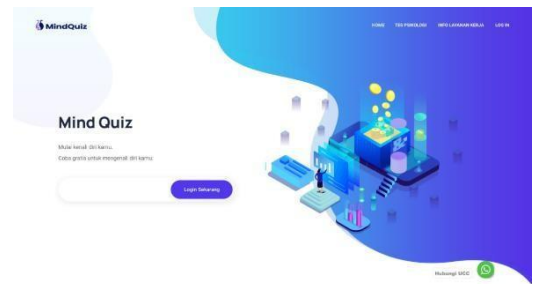 MindQuiz
HOME TES PSIKOLOGI INFO LAYANAN KERJA LOG IN
Mind Quiz
Mulai kenali diri kamu.
Coba gratis untuk mengenali diri kamu
Login Sekarang
Hubungi MCC